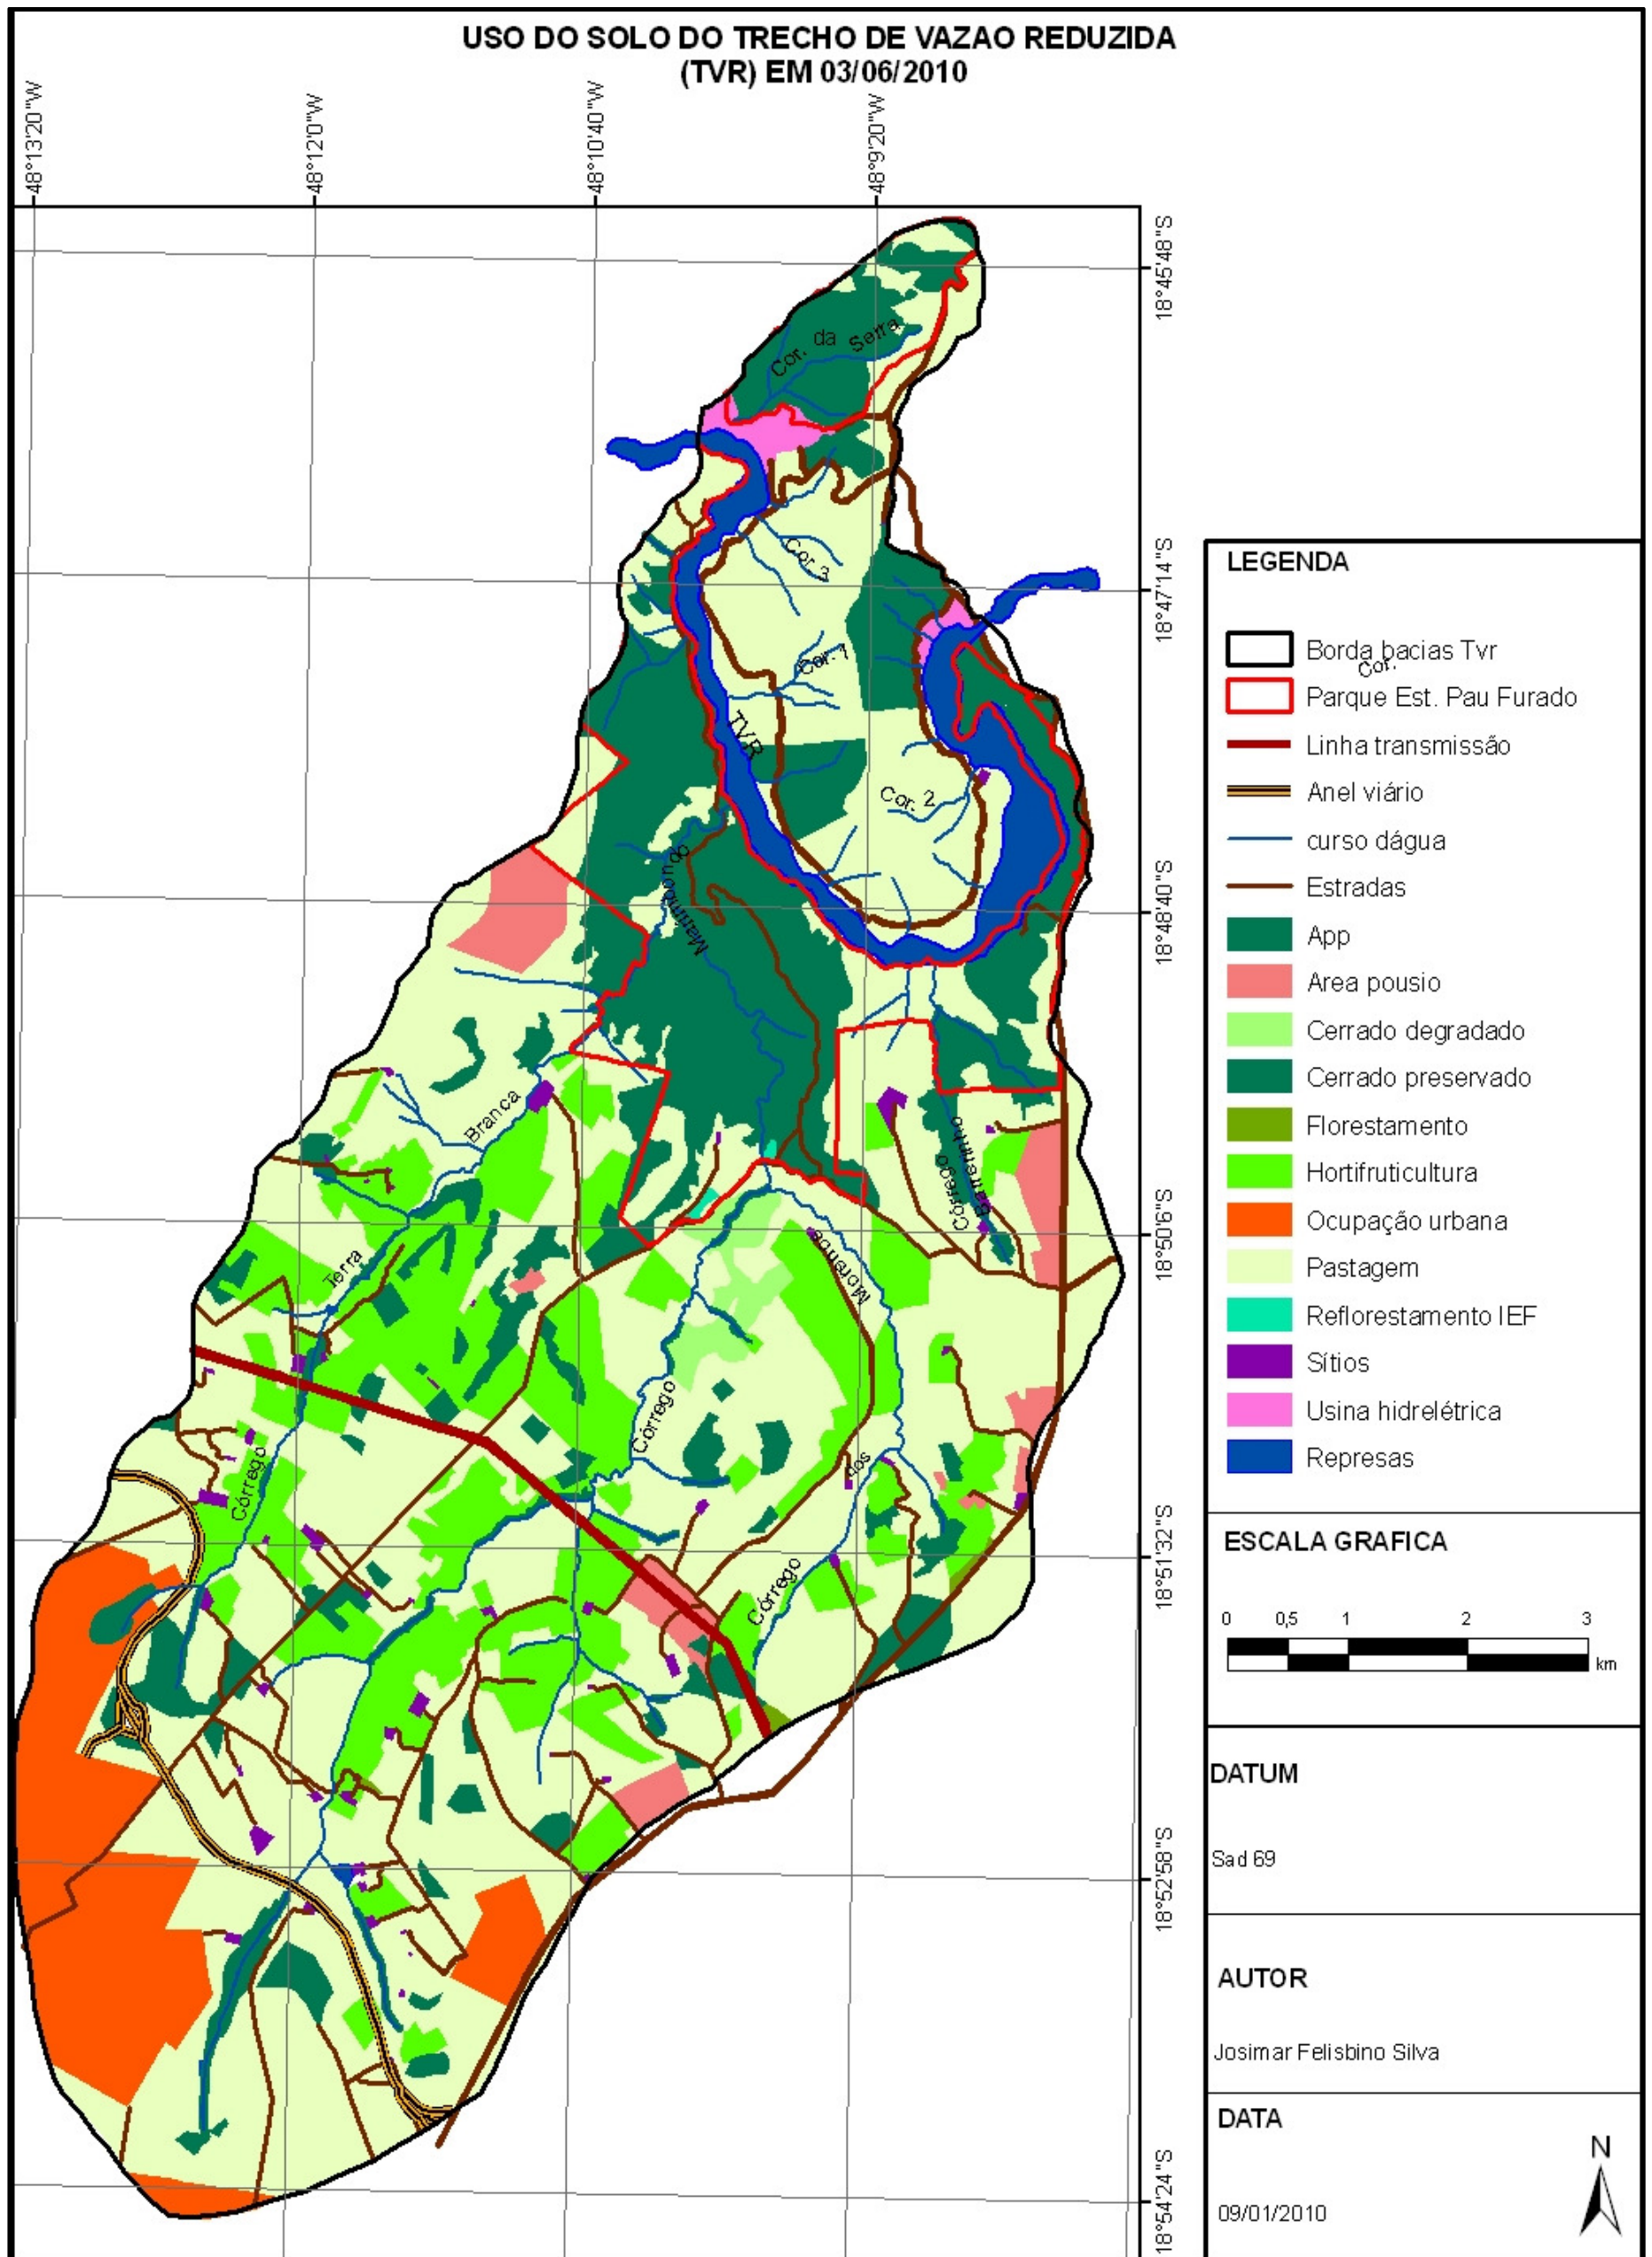 USO DO SOLO DO TRECHO DE VAZAO REDUZIDA
(TVR) EM 03/06/2010
48°13'20"W
48°12'0"W
48°10'40"W
48°9'20"W
18°45'48"S
18°47'14"S
18°48'40"S
18°50'6"S
18°51'32"S
18°52'58"S
18°54'24"S
Cor. da Serra
Cor. 3
Cor. 1
TVR
Cor. 2
Marimbondo
Branca
Terra
Córrego
Córrego
Barreirinho
Marende
Córrego
dos
Córrego
LEGENDA
Borda bacias Tvr
Cor.
Parque Est. Pau Furado
Linha transmissão
Anel viário
curso dágua
Estradas
App
Area pousio
Cerrado degradado
Cerrado preservado
Florestamento
Hortifruticultura
Ocupação urbana
Pastagem
Reflorestamento IEF
Sítios
Usina hidrelétrica
Represas
ESCALA GRAFICA
0 0,5 1 2 3
km
DATUM
Sad 69
AUTOR
Josimar Felisbino Silva
DATA
N
09/01/2010